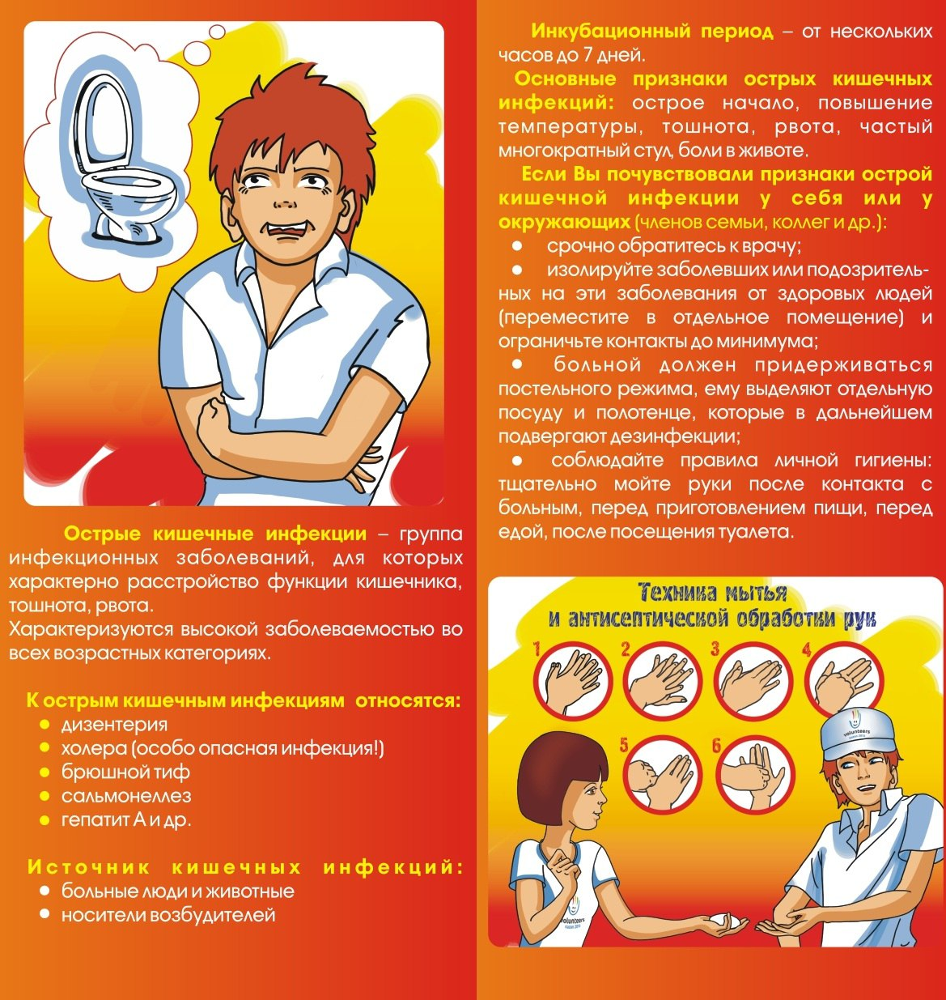 Острые кишечные инфекции – группа
инфекционных заболеваний, для которых
характерно расстройство функции кишечника,
тошнота, рвота.
Характеризуются высокой заболеваемостью во
всех возрастных категориях.
К острым кишечным инфекциям относятся:
● дизентерия
● холера (особо опасная инфекция!)
● брюшной тиф
● сальмонеллез
● гепатит А и др.
Источник кишечных инфекций:
● больные люди и животные
● носители возбудителей
Инкубационный период – от нескольких
часов до 7 дней.
Основные признаки острых кишечных
инфекций: острое начало, повышение
температуры, тошнота, рвота, частый
многократный стул, боли в животе.
Если Вы почувствовали признаки острой
кишечной инфекции у себя или у
окружающих (членов семьи, коллег и др.):
● срочно обратитесь к врачу;
● изолируйте заболевших или подозритель-
ных на эти заболевания от здоровых людей
(переместите в отдельное помещение) и
ограничьте контакты до минимума;
● больной должен придерживаться
постельного режима, ему выделяют отдельную
посуду и полотенце, которые в дальнейшем
подвергают дезинфекции;
● соблюдайте правила личной гигиены:
тщательно мойте руки после контакта с
больным, перед приготовлением пищи, перед
едой, после посещения туалета.
Техника мытья
и антисептической обработки рук
1 2 3 4
5 6
volunteers
Kazan 2013
volunteers
Kazan 2013